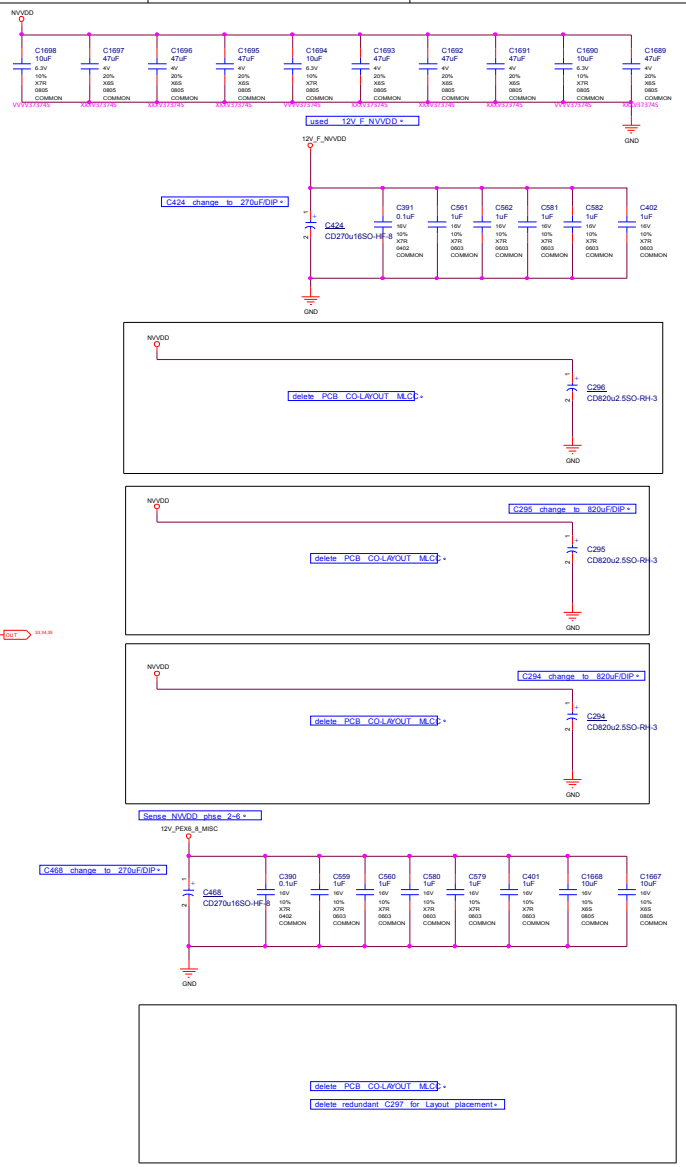 NVVDD
C1698
10uF
6.3V
10%
X7R
0805
COMMON
C1697
47uF
4V
20%
X6S
0805
COMMON
C1696
47uF
4V
20%
X6S
0805
COMMON
C1695
47uF
4V
20%
X6S
0805
COMMON
C1694
10uF
6.3V
10%
X7R
0805
COMMON
C1693
47uF
4V
20%
X6S
0805
COMMON
C1692
47uF
4V
20%
X6S
0805
COMMON
C1691
47uF
4V
20%
X6S
0805
COMMON
C1690
10uF
6.3V
10%
X7R
0805
COMMON
C1689
47uF
4V
20%
X6S
0805
COMMON
GND
used 12V_F_NVVDD
12V_F_NVVDD
C424 change to 270uF/DIP
1
2
C424
CD270u16SO-HF-8
C391
0.1uF
16V
10%
X7R
0402
COMMON
C561
1uF
16V
10%
X7R
0603
COMMON
C562
1uF
16V
10%
X7R
0603
COMMON
C581
1uF
16V
10%
X7R
0603
COMMON
C582
1uF
16V
10%
X7R
0603
COMMON
C402
1uF
16V
10%
X7R
0603
COMMON
GND
NVVDD
delete PCB CO-LAYOUT MLCC
1
2
C296
CD820u2.5SO-RH-3
GND
NVVDD
C295 change to 820uF/DIP
delete PCB CO-LAYOUT MLCC
1
2
C295
CD820u2.5SO-RH-3
GND
OUT
NVVDD
C294 change to 820uF/DIP
delete PCB CO-LAYOUT MLCC
1
2
C294
CD820u2.5SO-RH-3
GND
Sense NVVDD phse 2~6
12V_PEX6_8_MISC
C468 change to 270uF/DIP
1
2
C468
CD270u16SO-HF-8
C390
0.1uF
16V
10%
X7R
0402
COMMON
C559
1uF
16V
10%
X7R
0603
COMMON
C560
1uF
16V
10%
X7R
0603
COMMON
C580
1uF
16V
10%
X7R
0603
COMMON
C579
1uF
16V
10%
X7R
0603
COMMON
C401
1uF
16V
10%
X7R
0603
COMMON
C1668
10uF
16V
10%
X6S
0805
COMMON
C1667
10uF
16V
10%
X6S
0805
COMMON
GND
delete PCB CO-LAYOUT MLCC
delete redundant C297 for Layout placement